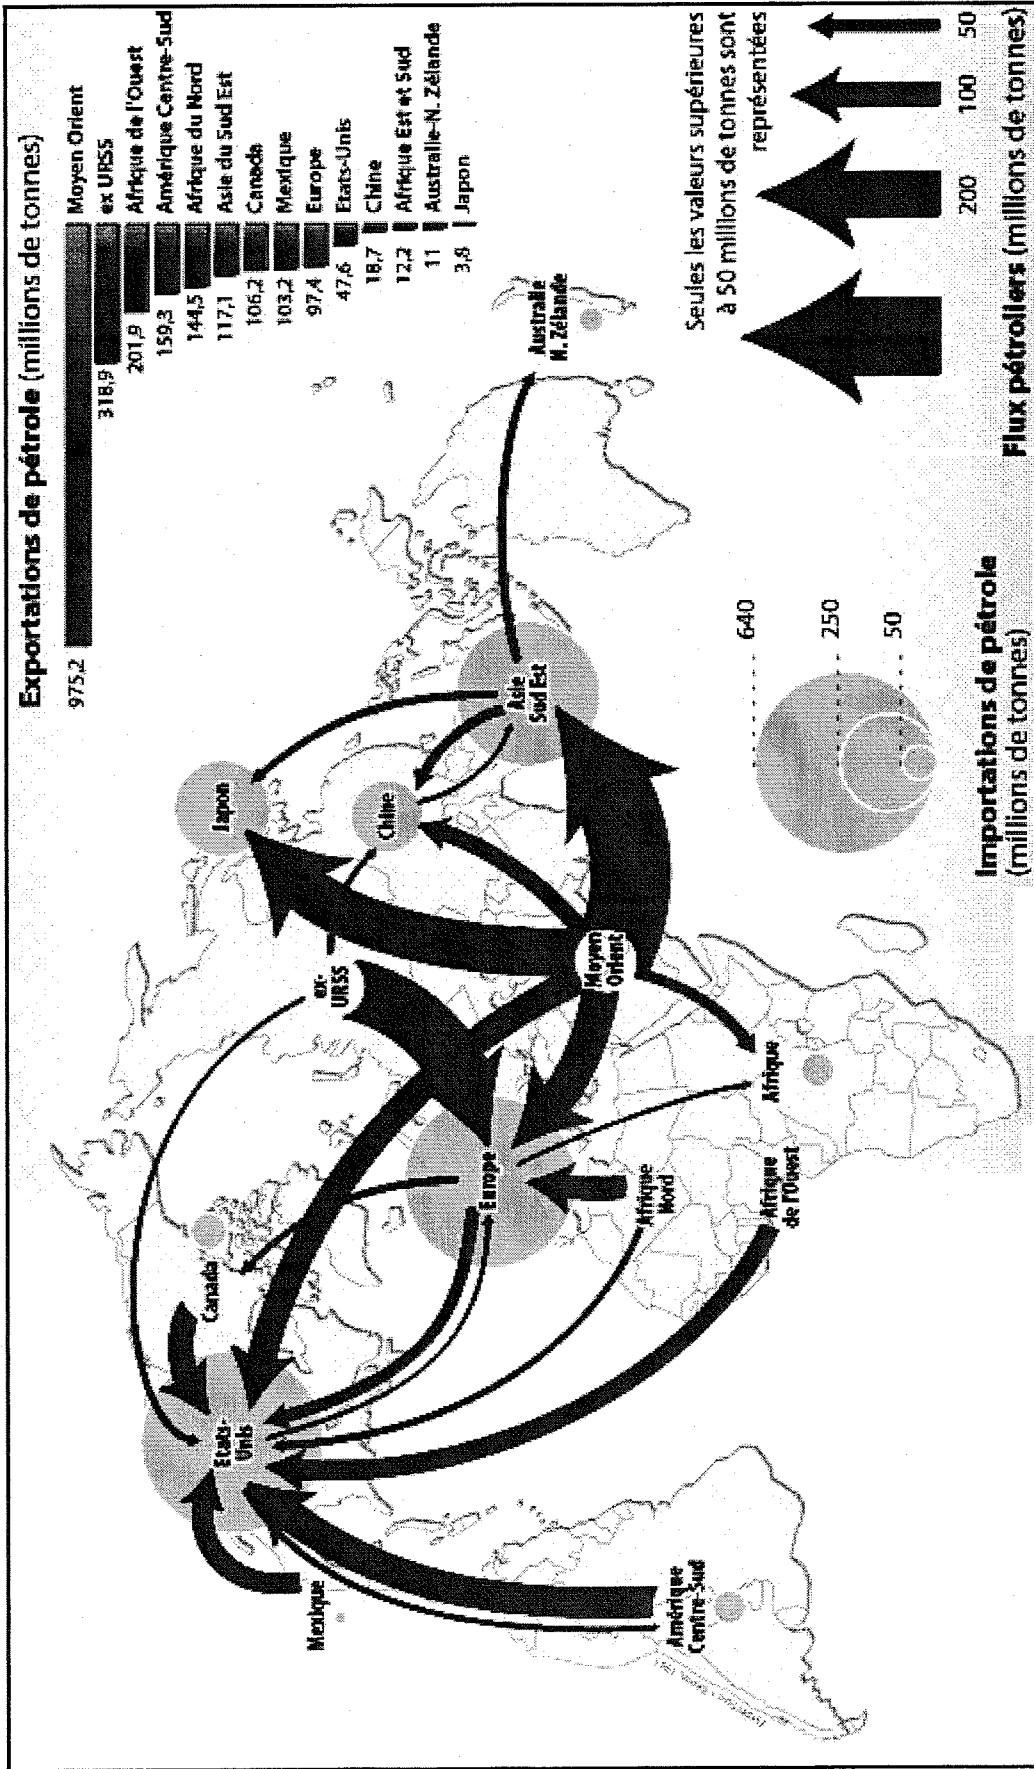 Exportations de pétrole (millions de tonnes)
975,2 Moyen Orient
318,9 ex URSS
201,9 Afrique de l'Ouest
159,3 Amérique Centre-Sud
144,5 Afrique du Nord
117,1 Asie du Sud Est
106,2 Canada
103,2 Mexique
97,4 Europe
47,6 Etats-Unis
18,7 Chine
12,2 Afrique Est et Sud
11 Australie-N. Zélande
3,8 Japon
Canada
Etats-
Unis
Mexique
Amérique
Centre-Sud
ex-
URSS
Europe
Afrique
Nord
Afrique
de l'Ouest
Afrique
Moyen
Orient
Japon
Chine
Asie
Sud Est
Australie
N. Zélande
Importations de pétrole
(millions de tonnes)
640
250
50
Seules les valeurs supérieures
à 50 millions de tonnes sont
représentées
200
100
50
Flux pétroliers (millions de tonnes)